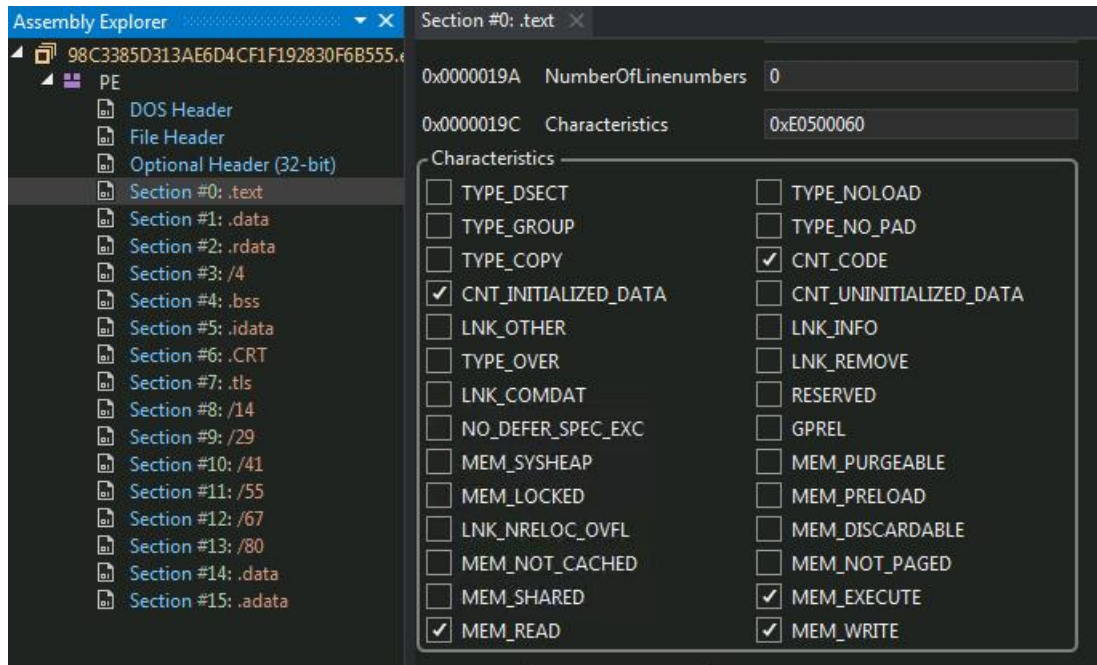 Assembly Explorer
98C3385D313AE6D4CF1F192830F6B555.e
PE
DOS Header
File Header
Optional Header (32-bit)
Section #0: .text
Section #1: .data
Section #2: .rdata
Section #3: /4
Section #4: .bss
Section #5: .idata
Section #6: .CRT
Section #7: .tls
Section #8: /14
Section #9: /29
Section #10: /41
Section #11: /55
Section #12: /67
Section #13: /80
Section #14: .data
Section #15: .adata
Section #0: .text
0x0000019A NumberOfLinenumbers 0
0x0000019C Characteristics 0xE0500060
Characteristics
TYPE_DSECT TYPE_NOLOAD
TYPE_GROUP TYPE_NO_PAD
TYPE_COPY CNT_CODE
CNT_INITIALIZED_DATA CNT_UNINITIALIZED_DATA
LNK_OTHER LNK_INFO
TYPE_OVER LNK_REMOVE
LNK_COMDAT RESERVED
NO_DEFER_SPEC_EXC GPREL
MEM_SYSHEAP MEM_PURGEABLE
MEM_LOCKED MEM_PRELOAD
LNK_NRELOC_OVFL MEM_DISCARDABLE
MEM_NOT_CACHED MEM_NOT_PAGED
MEM_SHARED MEM_EXECUTE
MEM_READ MEM_WRITE